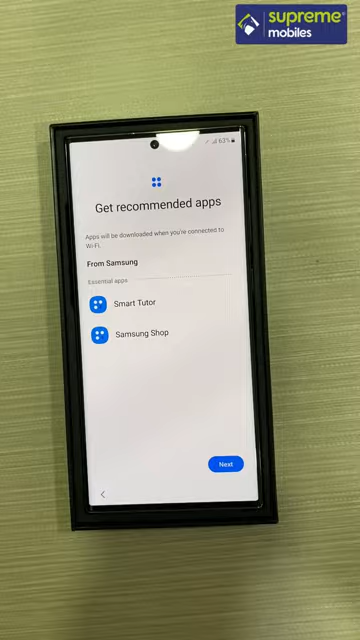 supreme®
mobiles
63%
Get recommended apps
Apps will be downloaded when you're connected to
Wi-Fi.
From Samsung
Essential apps
Smart Tutor
Samsung Shop
Next